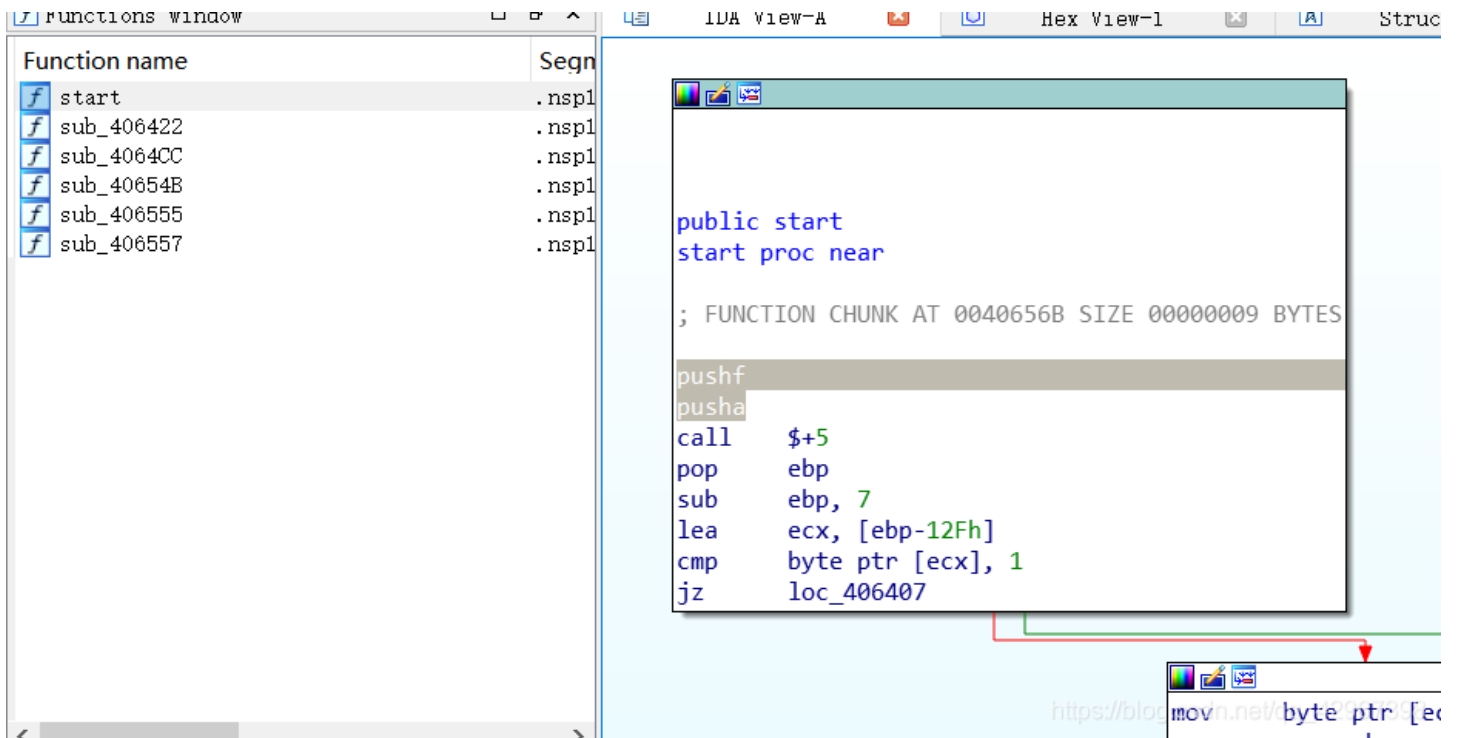 Functions window
IDA View-A
Hex View-1
Struc
Function name
Segm
f start .nsp1
f sub_406422 .nsp1
f sub_4064CC .nsp1
f sub_40654B .nsp1
f sub_406555 .nsp1
f sub_406557 .nsp1
public start
start proc near
; FUNCTION CHUNK AT 0040656B SIZE 00000009 BYTES
pushf
pusha
call $+5
pop ebp
sub ebp, 7
lea ecx, [ebp-12Fh]
cmp byte ptr [ecx], 1
jz loc_406407
mov byte ptr [ec